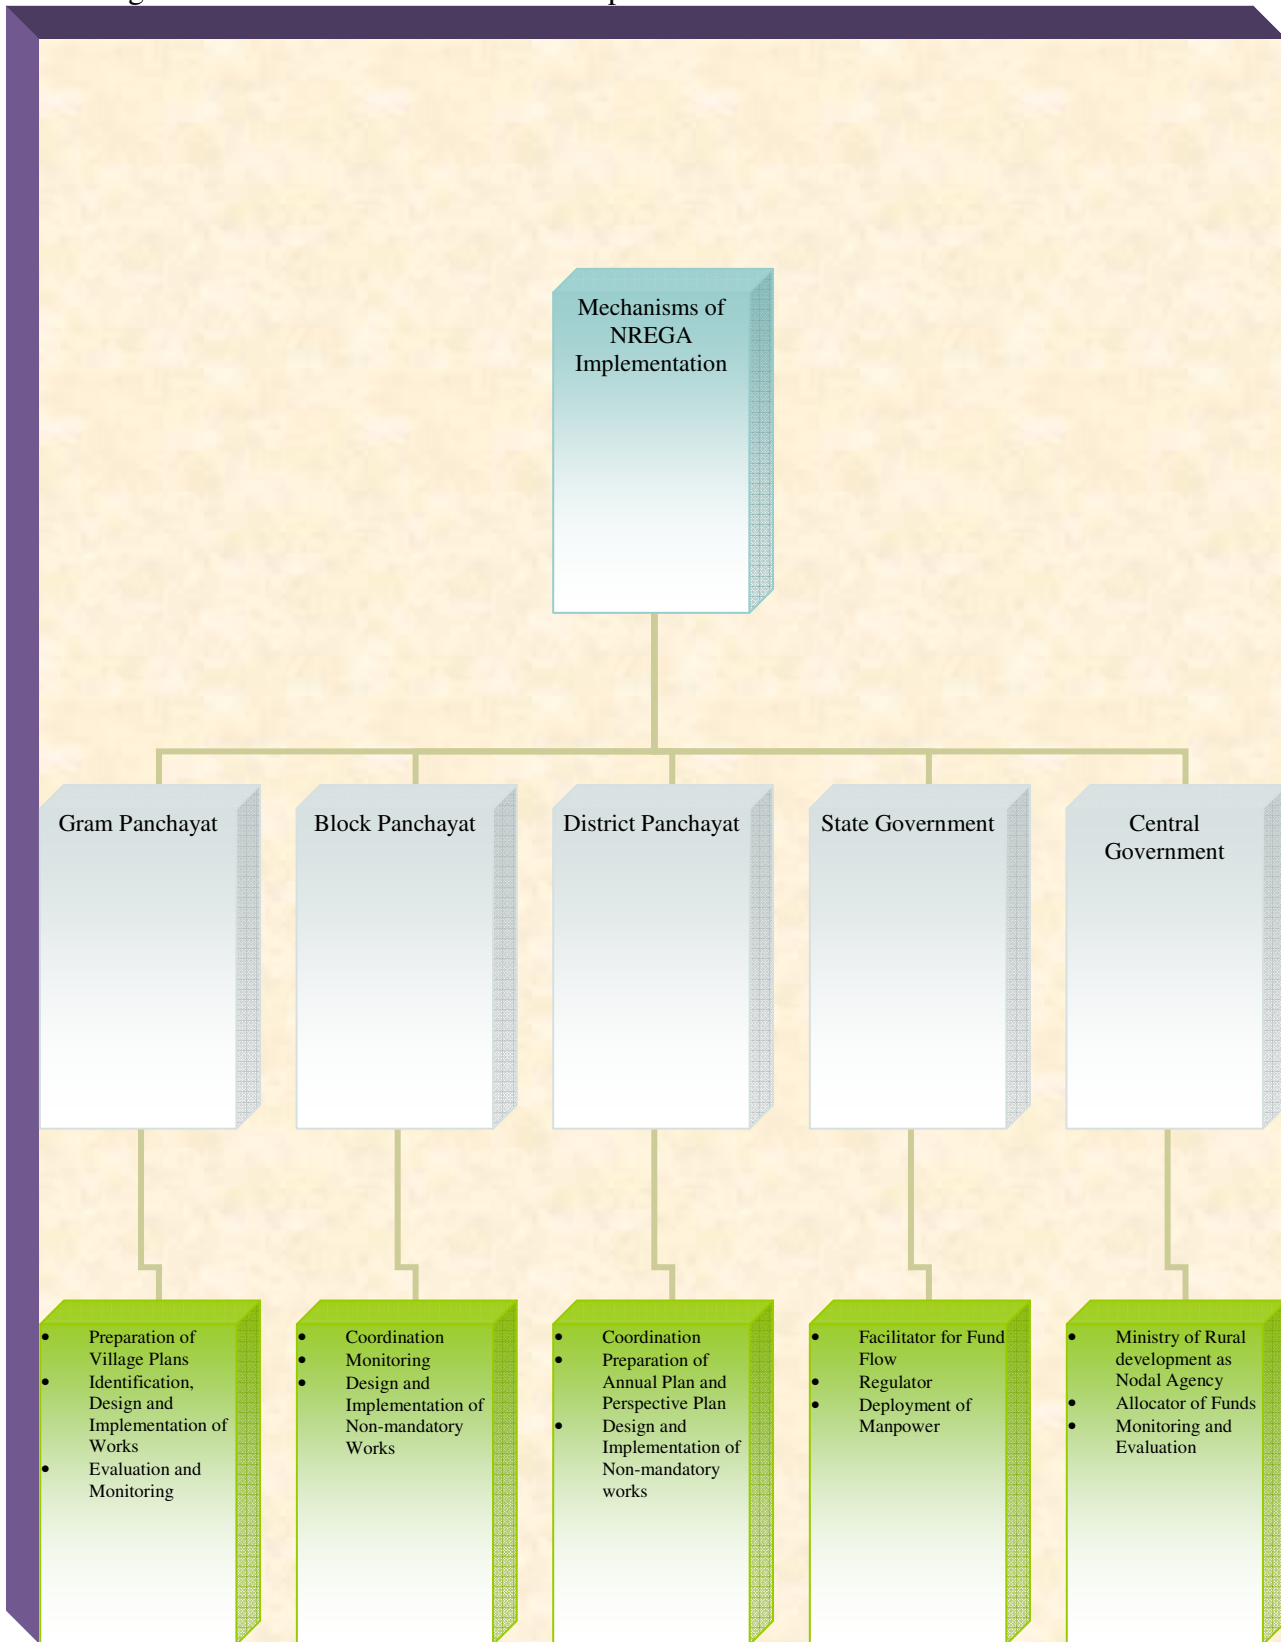 Mechanisms of
NREGA
Implementation
Gram Panchayat
Block Panchayat
District Panchayat
State Government
Central
Government
• Preparation of
Village Plans
• Identification,
Design and
Implementation of
Works
• Evaluation and
Monitoring
• Coordination
• Monitoring
• Design and
Implementation of
Non-mandatory
Works
• Coordination
• Preparation of
Annual Plan and
Perspective Plan
• Design and
Implementation of
Non-mandatory
works
• Facilitator for Fund
Flow
• Regulator
• Deployment of
Manpower
• Ministry of Rural
development as
Nodal Agency
• Allocator of Funds
• Monitoring and
Evaluation